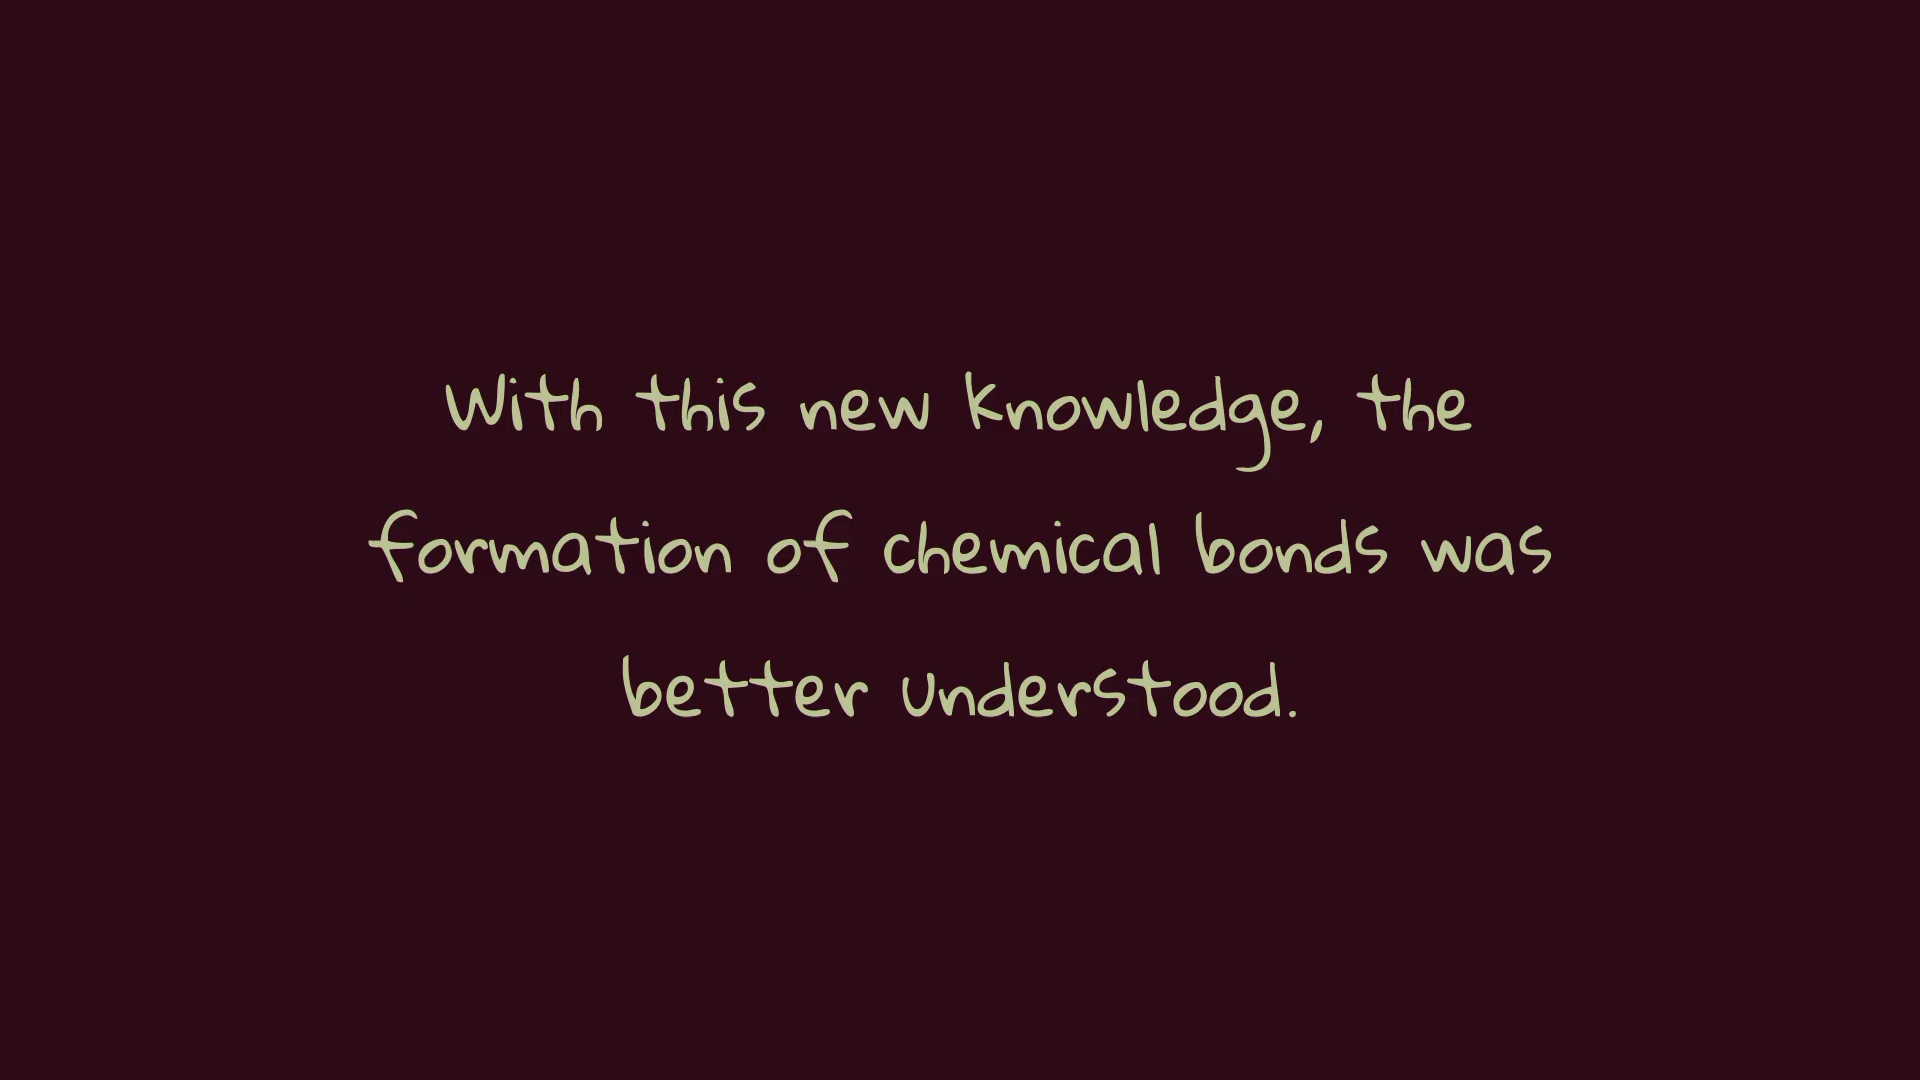 With this new knowledge, the
formation of chemical bonds was
better understood.